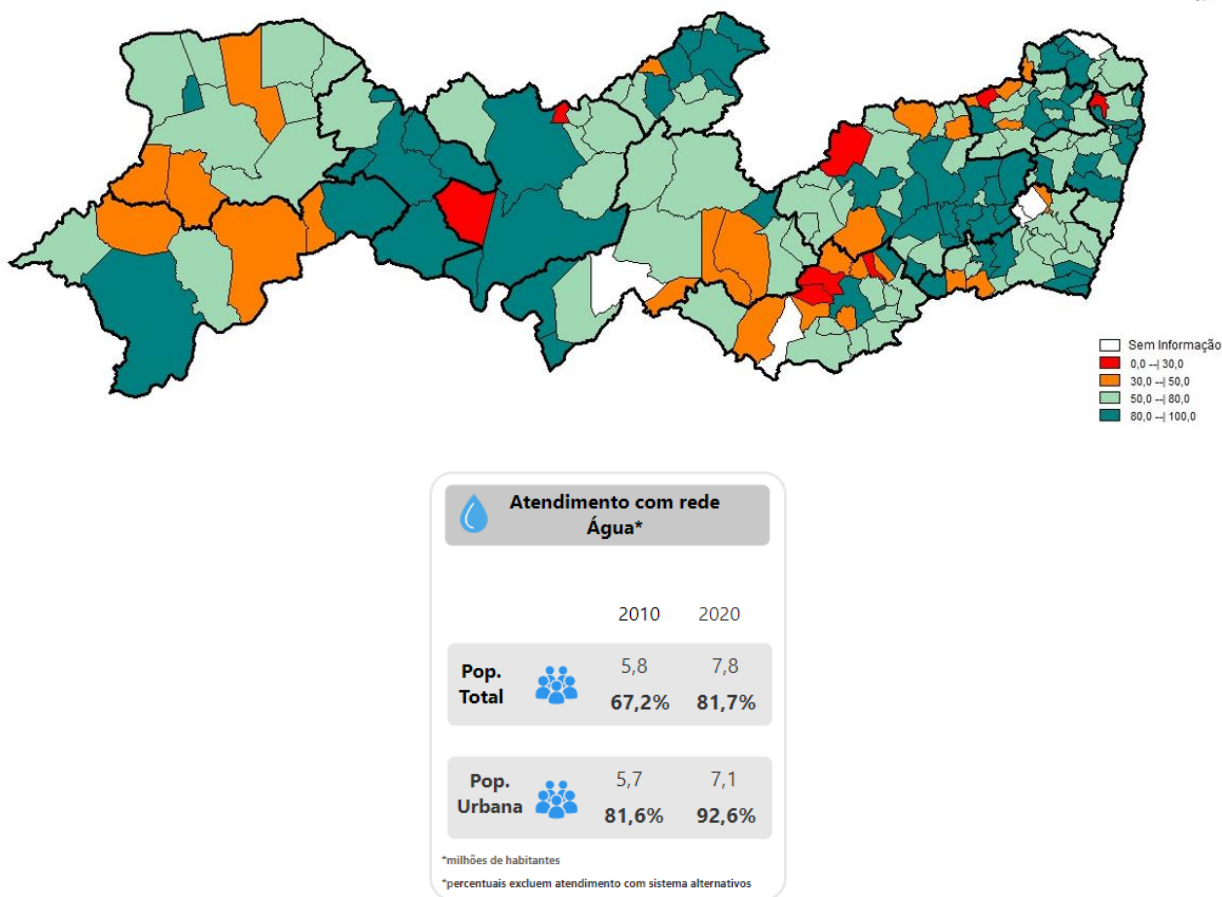 Sem Informação
0,0 --| 30,0
30,0 --| 50,0
50,0 --| 80,0
80,0 --| 100,0
Atendimento com rede
Água*
2010 2020
Pop.
Total
5,8 7,8
67,2% 81,7%
Pop.
Urbana
5,7 7,1
81,6% 92,6%
*milhões de habitantes
*percentuais excluem atendimento com sistema alternativos